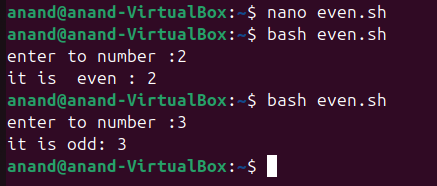 anand@anand-VirtualBox:~$ nano even.sh
anand@anand-VirtualBox:~$ bash even.sh
enter to number :2
it is  even : 2
anand@anand-VirtualBox:~$ bash even.sh
enter to number :3
it is odd: 3
anand@anand-VirtualBox:~$